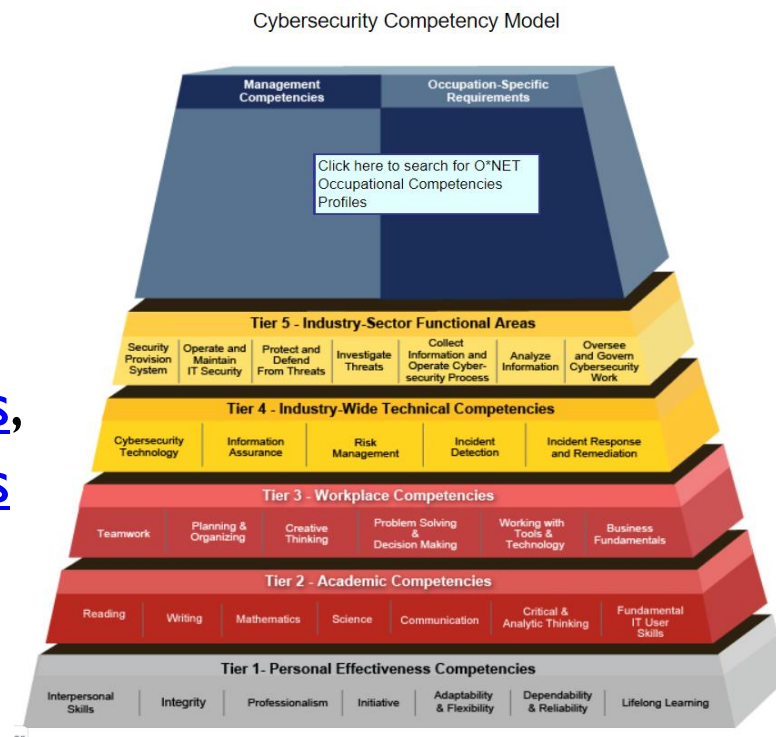 Cybersecurity Competency Model
Management
Competencies
Occupation-Specific
Requirements
Click here to search for O*NET
Occupational Competencies
Profiles
Tier 5 - Industry-Sector Functional Areas
Security
Provision
System
Operate and
Maintain
IT Security
Protect and
Defend
From Threats
Investigate
Threats
Collect
Information and
Operate Cyber-
security Process
Analyze
Information
Oversee
and Govern
Cybersecurity
Work
s,
s
Tier 4 - Industry-Wide Technical Competencies
Cybersecurity
Technology
Information
Assurance
Risk
Management
Incident
Detection
Incident Response
and Remediation
Tier 3 - Workplace Competencies
Teamwork
Planning &
Organizing
Creative
Thinking
Problem Solving
&
Decision Making
Working with
Tools &
Technology
Business
Fundamentals
Tier 2 - Academic Competencies
Reading
Writing
Mathematics
Science
Communication
Critical &
Analytic Thinking
Fundamental
IT User
Skills
Tier 1- Personal Effectiveness Competencies
Interpersonal
Skills
Integrity
Professionalism
Initiative
Adaptability
& Flexibility
Dependability
& Reliability
Lifelong Learning